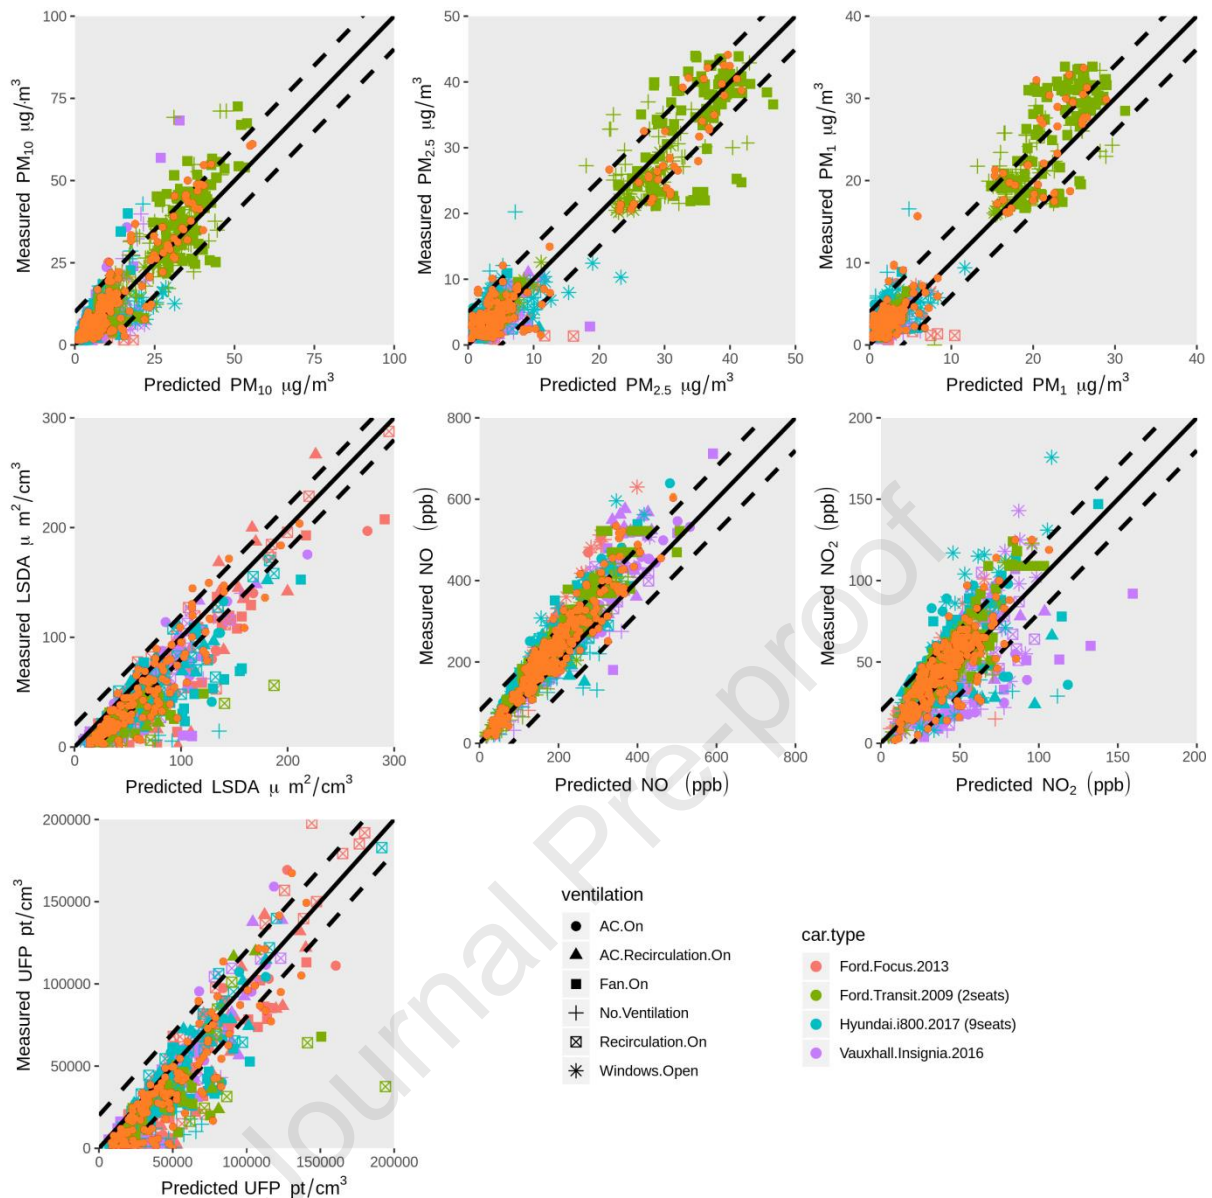 100
75
50
25
0
0 25 50 75 100
Measured PM10 μg/m3
Predicted PM10 μg/m3
50
40
30
20
10
0
0 10 20 30 40 50
Measured PM2.5 μg/m3
Predicted PM2.5 μg/m3
40
30
20
10
0
0 10 20 30 40
Measured PM1 μg/m3
Predicted PM1 μg/m3
300
200
100
0
0 100 200 300
Measured LSDA μ m2/cm3
Predicted LSDA μ m2/cm3
800
600
400
200
0
0 200 400 600 800
Measured NO (ppb)
Predicted NO (ppb)
200
150
100
50
0
0 50 100 150 200
Measured NO2 (ppb)
Predicted NO2 (ppb)
200000
150000
100000
50000
0
0 50000 100000 150000 200000
Measured UFP pt/cm3
Predicted UFP pt/cm3
ventilation
AC.On
AC.Recirculation.On
Fan.On
No.Ventilation
Recirculation.On
Windows.Open
car.type
Ford.Focus.2013
Ford.Transit.2009 (2seats)
Hyundai.i800.2017 (9seats)
Vauxhall.Insignia.2016
Journal Pre-proof